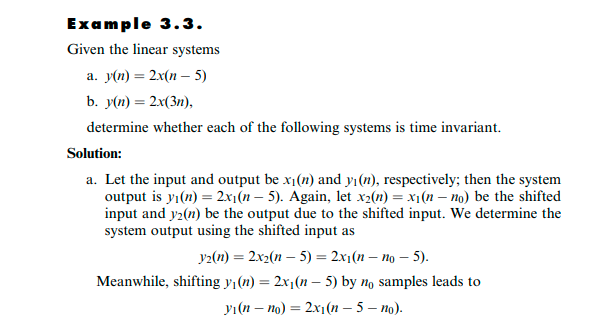 Example 3.3.
Given the linear systems
a. y(n) = 2x(n – 5)
b. y(n) = 2x(3n),
determine whether each of the following systems is time invariant.
Solution:
a. Let the input and output be x₁(n) and y₁(n), respectively; then the system
output is y₁(n) = 2x₁(n – 5). Again, let x₂(n) = x₁(n – n₀) be the shifted
input and y₂(n) be the output due to the shifted input. We determine the
system output using the shifted input as
y₂(n) = 2x₂(n – 5) = 2x₁(n – n₀ – 5).
Meanwhile, shifting y₁(n) = 2x₁(n – 5) by n₀ samples leads to
y₁(n – n₀) = 2x₁(n – 5 – n₀).